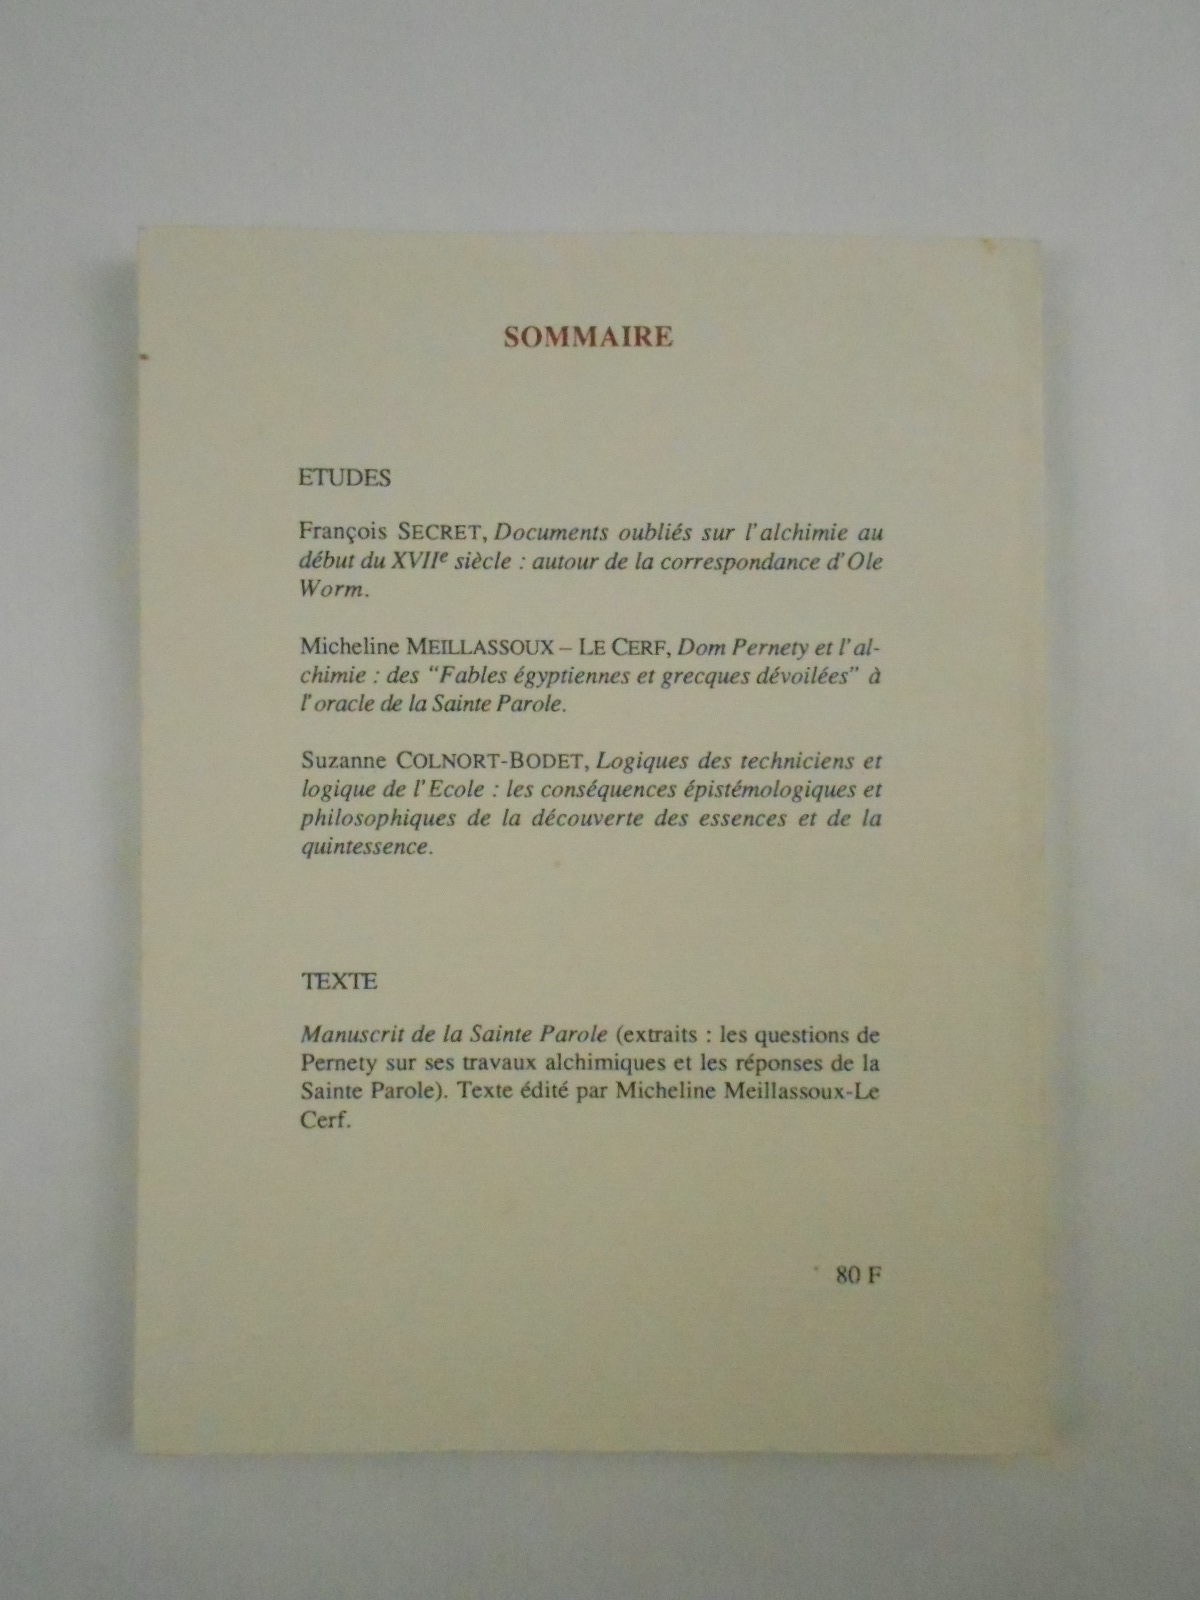 SOMMAIRE
ETUDES
François SECRET, Documents oubliés sur l'alchimie au
début du XVIIe siècle : autour de la correspondance d'Ole
Worm.
Micheline MEILLASSOUX – LE CERF, Dom Pernety et l'al-
chimie : des "Fables égyptiennes et grecques dévoilées" à
l'oracle de la Sainte Parole.
Suzanne COLNORT-BODET, Logiques des techniciens et
logique de l'Ecole : les conséquences épistémologiques et
philosophiques de la découverte des essences et de la
quintessence.
TEXTE
Manuscrit de la Sainte Parole (extraits : les questions de
Pernety sur ses travaux alchimiques et les réponses de la
Sainte Parole). Texte édité par Micheline Meillassoux-Le
Cerf.
80 F